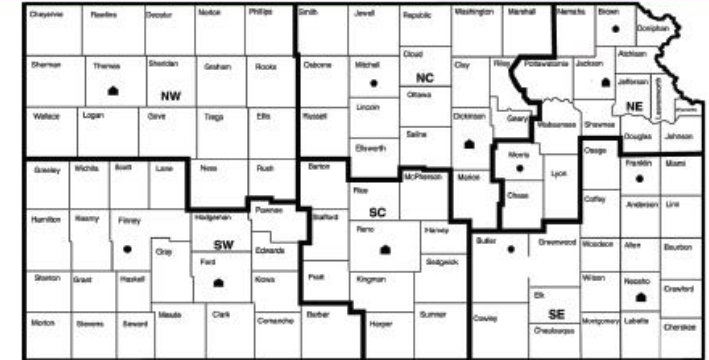 Cheyenne Rawlins Decatur Norton Phillips Smith Jewell Republic Washington Marshall Nemaha Brown Doniphan
Atchison
Sherman Thomas Sheridan Graham Rooks Osborne Mitchell Cloud Clay Riley Pottawatomie Jackson
NW NC Jefferson
Leavenworth
Ottawa NE
Wallace Logan Gove Trego Ellis Russell Lincoln Dickinson Geary Wabaunsee Shawnee
Saline Douglas Johnson
Ellsworth Morris Osage
Greeley Wichita Scott Lane Ness Rush Barton Rice McPherson Marion Lyon Franklin Miami
Chase
Hamilton Kearny Finney Hodgeman Pawnee Stafford SC Coffey Anderson Linn
Reno Harvey
SW Edwards Butler Greenwood Woodson Allen Bourbon
Gray Ford Sedgwick
Stanton Grant Haskell Kiowa Pratt Kingman Wilson Neosho Crawford
Elk
Morton Stevens Seward Meade Clark Comanche Barber Harper Sumner Cowley SE Montgomery Labette Cherokee
Chautauqua